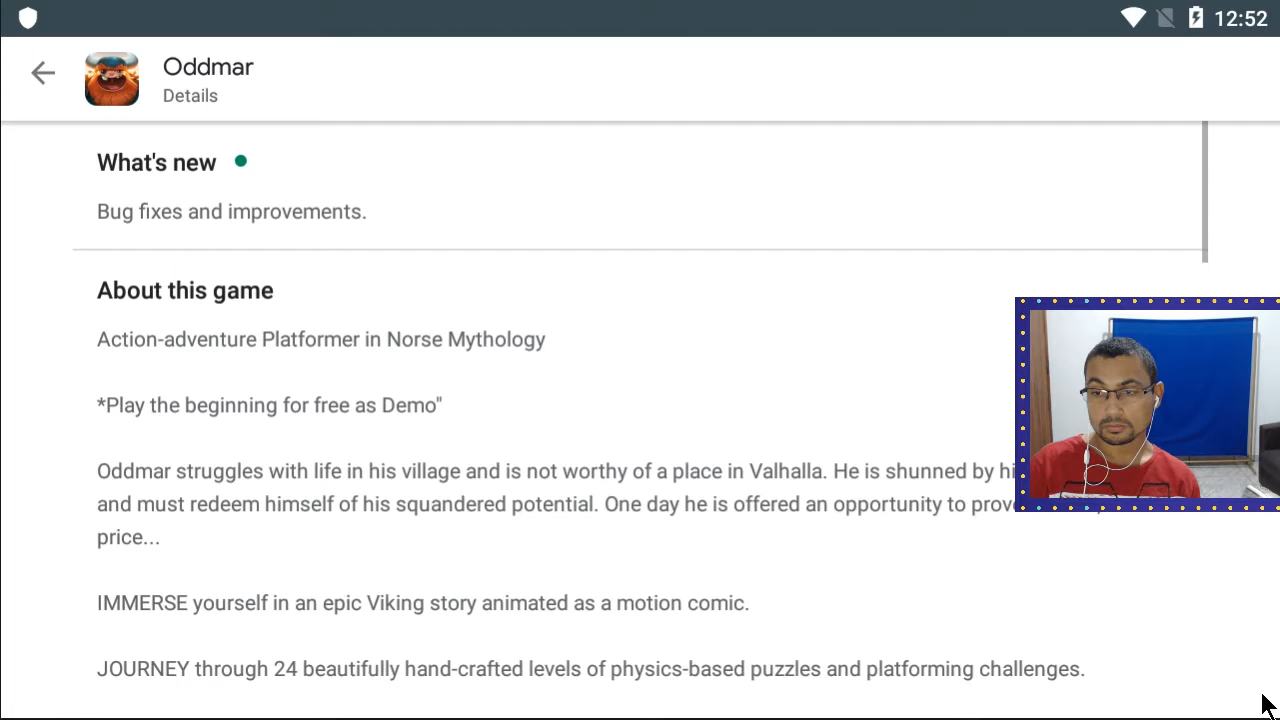 12:52
Oddmar
Details
What's new
Bug fixes and improvements.
About this game
Action-adventure Platformer in Norse Mythology
*Play the beginning for free as Demo"
Oddmar struggles with life in his village and is not worthy of a place in Valhalla. He is shunned by
and must redeem himself of his squandered potential. One day he is offered an opportunity to
price...
IMMERSE yourself in an epic Viking story animated as a motion comic.
JOURNEY through 24 beautifully hand-crafted levels of physics-based puzzles and platforming challenges.